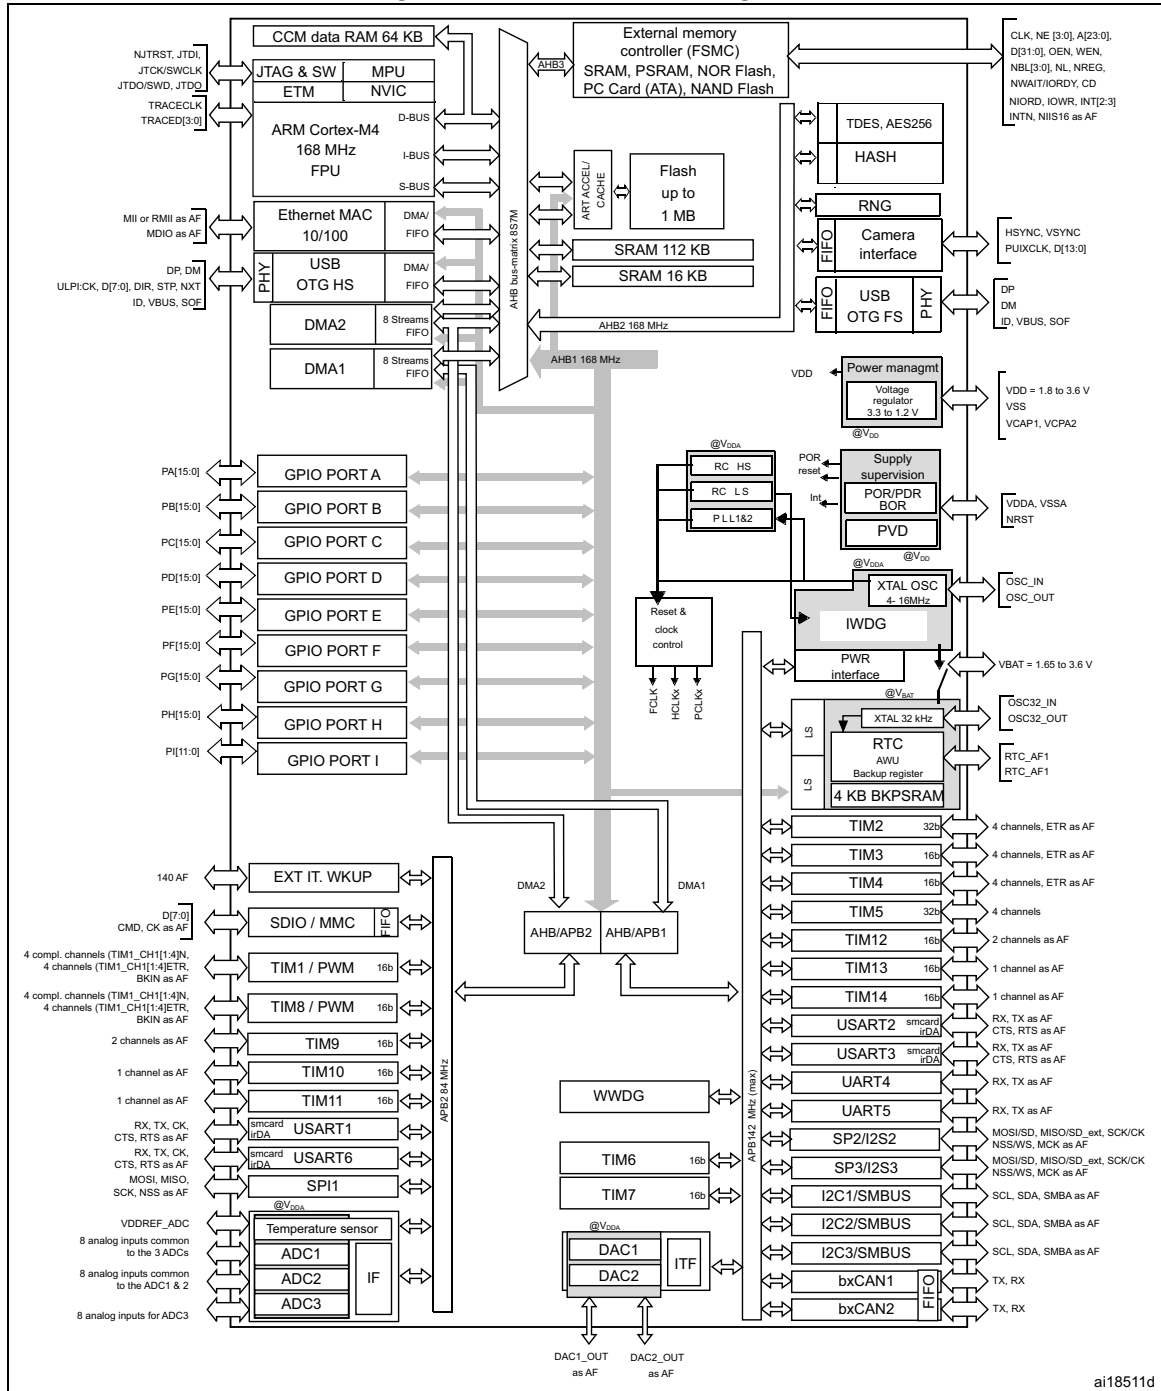 CCM data RAM 64 KB
External memory
controller (FSMC)
SRAM, PSRAM, NOR Flash,
PC Card (ATA), NAND Flash
AHB3
CLK, NE [3:0], A[23:0],
D[31:0], OEN, WEN,
NBL[3:0], NL, NREG,
NWAIT/IORDY, CD
NIORD, IOWR, INT[2:3]
INTN, NIIS16 as AF
NJTRST, JTDI,
JTCK/SWCLK
JTDO/SWD, JTDO
TRACECLK
TRACED[3:0]
JTAG & SW
MPU
ETM
NVIC
ARM Cortex-M4
168 MHz
FPU
D-BUS
I-BUS
S-BUS
AHB bus-matrix 8S7M
ART ACCEL/
CACHE
Flash
up to
1 MB
SRAM 112 KB
SRAM 16 KB
AHB2 168 MHz
AHB1 168 MHz
TDES, AES256
HASH
RNG
FIFO
Camera
interface
HSYNC, VSYNC
PUIXCLK, D[13:0]
FIFO
USB
OTG FS
PHY
DP
DM
ID, VBUS, SOF
MII or RMII as AF
MDIO as AF
Ethernet MAC
10/100
DMA/
FIFO
DP, DM
ULPI:CK, D[7:0], DIR, STP, NXT
ID, VBUS, SOF
PHY
USB
OTG HS
DMA/
FIFO
DMA2
8 Streams
FIFO
DMA1
8 Streams
FIFO
VDD
Power managmt
Voltage
regulator
3.3 to 1.2 V
@VDD
VDD = 1.8 to 3.6 V
VSS
VCAP1, VCPA2
@VDDA
RC HS
RC LS
PLL1&2
POR
reset
Int
Supply
supervision
POR/PDR
BOR
PVD
@VDD
VDDA, VSSA
NRST
@VDDA
XTAL OSC
4- 16MHz
IWDG
OSC_IN
OSC_OUT
PWR
interface
VBAT = 1.65 to 3.6 V
Reset &
clock
control
FCLK
HCLKx
PCLKx
@VBAT
LS
LS
XTAL 32 kHz
RTC
AWU
Backup register
4 KB BKPSRAM
OSC32_IN
OSC32_OUT
RTC_AF1
RTC_AF1
PA[15:0]
GPIO PORT A
PB[15:0]
GPIO PORT B
PC[15:0]
GPIO PORT C
PD[15:0]
GPIO PORT D
PE[15:0]
GPIO PORT E
PF[15:0]
GPIO PORT F
PG[15:0]
GPIO PORT G
PH[15:0]
GPIO PORT H
PI[11:0]
GPIO PORT I
DMA2
DMA1
AHB/APB2
AHB/APB1
140 AF
EXT IT. WKUP
D[7:0]
CMD, CK as AF
SDIO / MMC
FIFO
4 compl. channels (TIM1_CH1[1:4]N,
4 channels (TIM1_CH1[1:4]ETR,
BKIN as AF
TIM1 / PWM
16b
4 compl. channels (TIM1_CH1[1:4]N,
4 channels (TIM1_CH1[1:4]ETR,
BKIN as AF
TIM8 / PWM
16b
2 channels as AF
TIM9
16b
1 channel as AF
TIM10
16b
1 channel as AF
TIM11
16b
RX, TX, CK,
CTS, RTS as AF
smcard
irDA
USART1
RX, TX, CK,
CTS, RTS as AF
smcard
irDA
USART6
MOSI, MISO,
SCK, NSS as AF
SPI1
@VDDA
VDDREF_ADC
Temperature sensor
8 analog inputs common
to the 3 ADCs
ADC1
8 analog inputs common
to the ADC1 & 2
ADC2
8 analog inputs for ADC3
ADC3
IF
APB2 84 MHz
WWDG
TIM6
16b
TIM7
16b
@VDDA
DAC1
DAC2
ITF
DAC1_OUT
as AF
DAC2_OUT
as AF
APB142 MHz (max)
TIM2
32b
4 channels, ETR as AF
TIM3
16b
4 channels, ETR as AF
TIM4
16b
4 channels, ETR as AF
TIM5
32b
4 channels
TIM12
16b
2 channels as AF
TIM13
16b
1 channel as AF
TIM14
16b
1 channel as AF
USART2
smcard
irDA
RX, TX as AF
CTS, RTS as AF
USART3
smcard
irDA
RX, TX as AF
CTS, RTS as AF
UART4
RX, TX as AF
UART5
RX, TX as AF
SP2/I2S2
MOSI/SD, MISO/SD_ext, SCK/CK
NSS/WS, MCK as AF
SP3/I2S3
MOSI/SD, MISO/SD_ext, SCK/CK
NSS/WS, MCK as AF
I2C1/SMBUS
SCL, SDA, SMBA as AF
I2C2/SMBUS
SCL, SDA, SMBA as AF
I2C3/SMBUS
SCL, SDA, SMBA as AF
bxCAN1
TX, RX
bxCAN2
FIFO
TX, RX
ai18511d